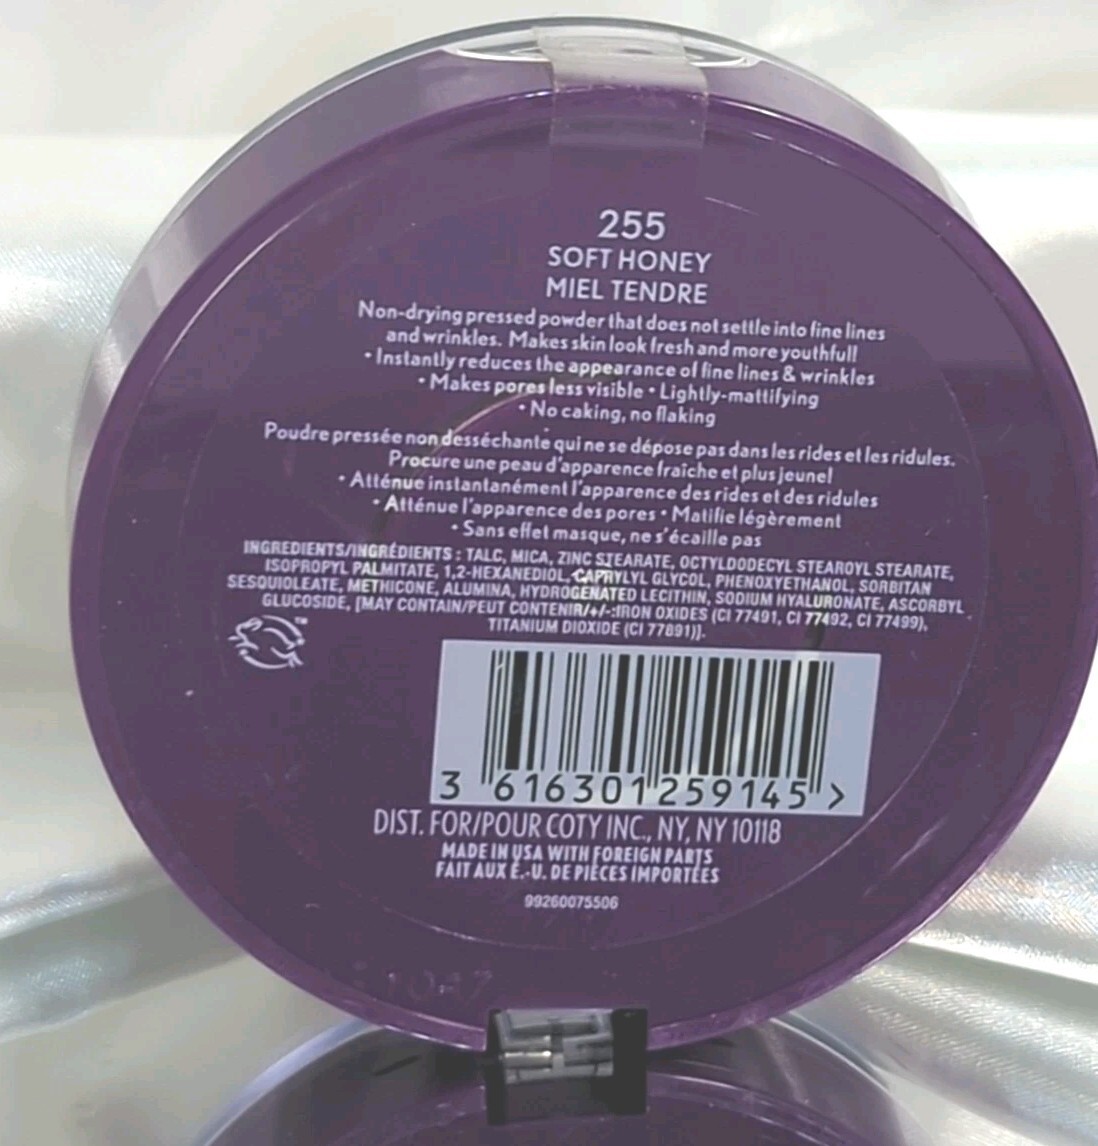 255
SOFT HONEY
MIEL TENDRE
Non-drying pressed powder that does not settle into fine lines
and wrinkles. Makes skin look fresh and more youthful!
• Instantly reduces the appearance of fine lines & wrinkles
• Makes pores less visible • Lightly-mattifying
• No caking, no flaking
Poudre pressée non desséchante qui ne se dépose pas dans les rides et les ridules.
Procure une peau d'apparence fraîche et plus jeune!
• Atténue instantanément l'apparence des rides et des ridules
• Atténue l'apparence des pores • Matifie légèrement
• Sans effet masque, ne s'écaille pas
INGREDIENTS/INGRÉDIENTS : TALC, MICA, ZINC STEARATE, OCTYLDODECYL STEAROYL STEARATE,
ISOPROPYL PALMITATE, 1,2-HEXANEDIOL, CAPRYLYL GLYCOL, PHENOXYETHANOL, SORBITAN
SESQUIOLEATE, METHICONE, ALUMINA, HYDROGENATED LECITHIN, SODIUM HYALURONATE, ASCORBYL
GLUCOSIDE, [MAY CONTAIN/PEUT CONTENIR/+/-:IRON OXIDES (CI 77491, CI 77492, CI 77499),
TITANIUM DIOXIDE (CI 77891)].
3 616301 259145 >
DIST. FOR/POUR COTY INC., NY, NY 10118
MADE IN USA WITH FOREIGN PARTS
FAIT AUX É.-U. DE PIÈCES IMPORTÉES
99260075506